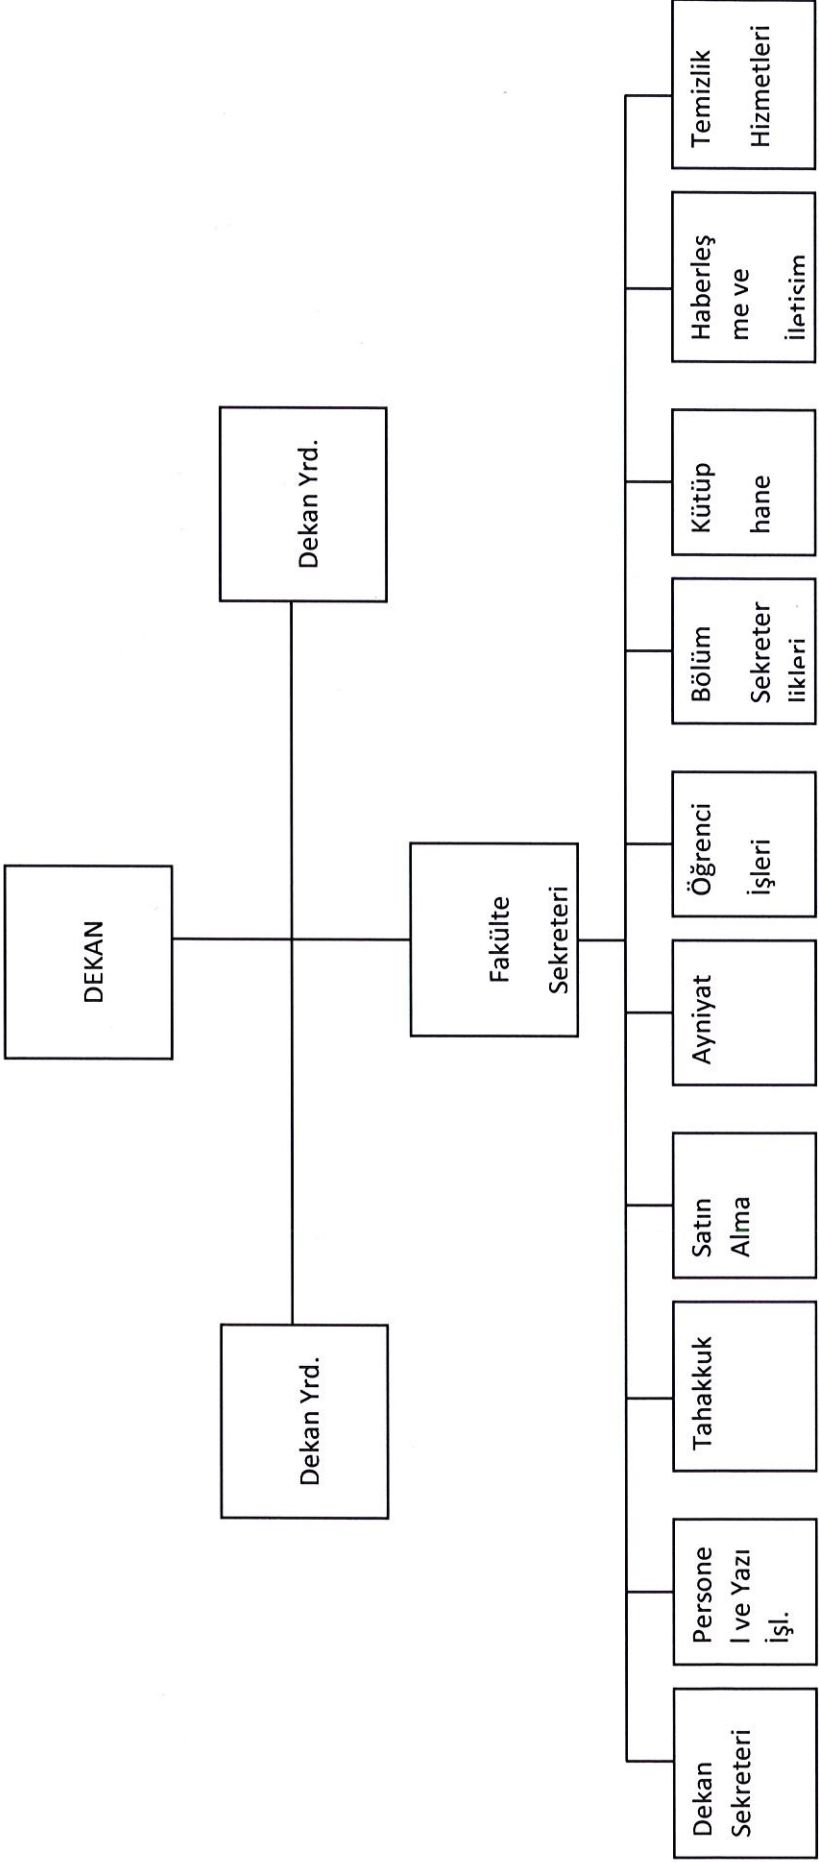 DEKAN
Dekan Yrd.
Dekan Yrd.
Fakülte
Sekreteri
Dekan
Sekreteri
Persone
l ve Yazı
İşl.
Tahakkuk
Satın
Alma
Ayniyat
Öğrenci
İşleri
Bölüm
Sekreter
likleri
Kütüp
hane
Haberleş
me ve
iletişim
Temizlik
Hizmetleri